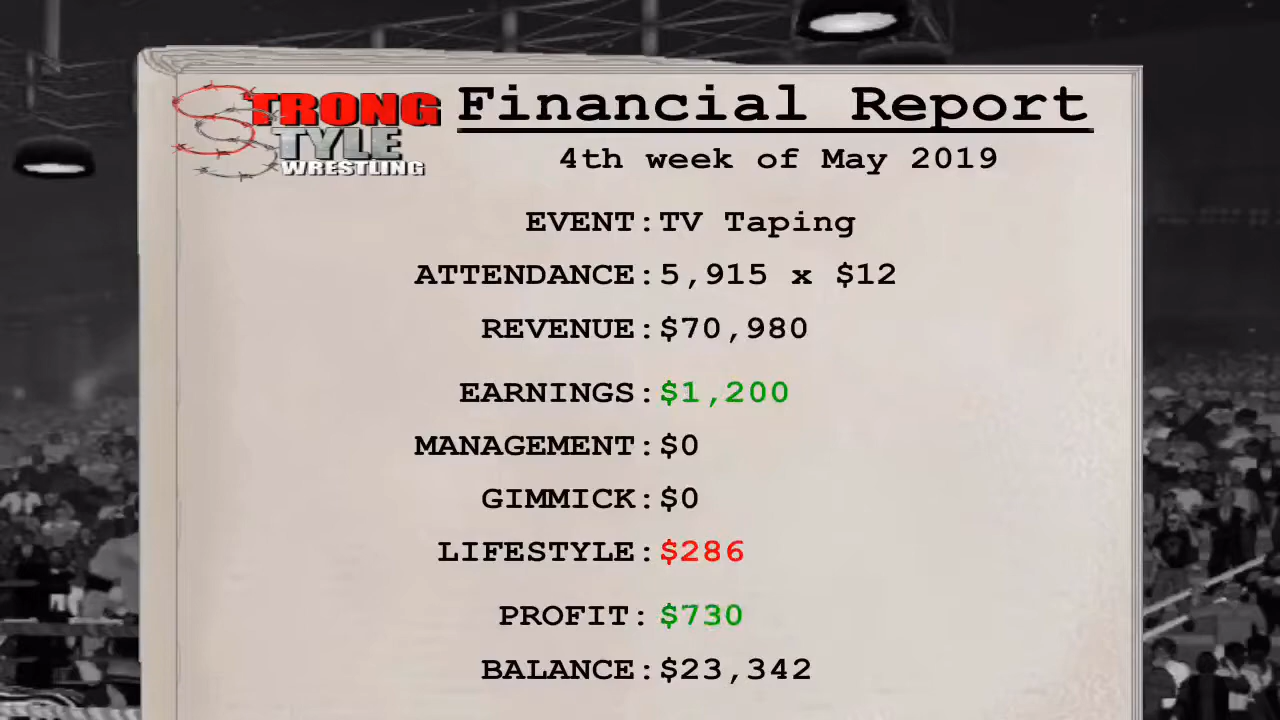 STRONG
STYLE
WRESTLING
Financial Report
4th week of May 2019
EVENT: TV Taping
ATTENDANCE: 5,915 x $12
REVENUE: $70,980
EARNINGS: $1,200
MANAGEMENT: $0
GIMMICK: $0
LIFESTYLE: $286
PROFIT: $730
BALANCE: $23,342